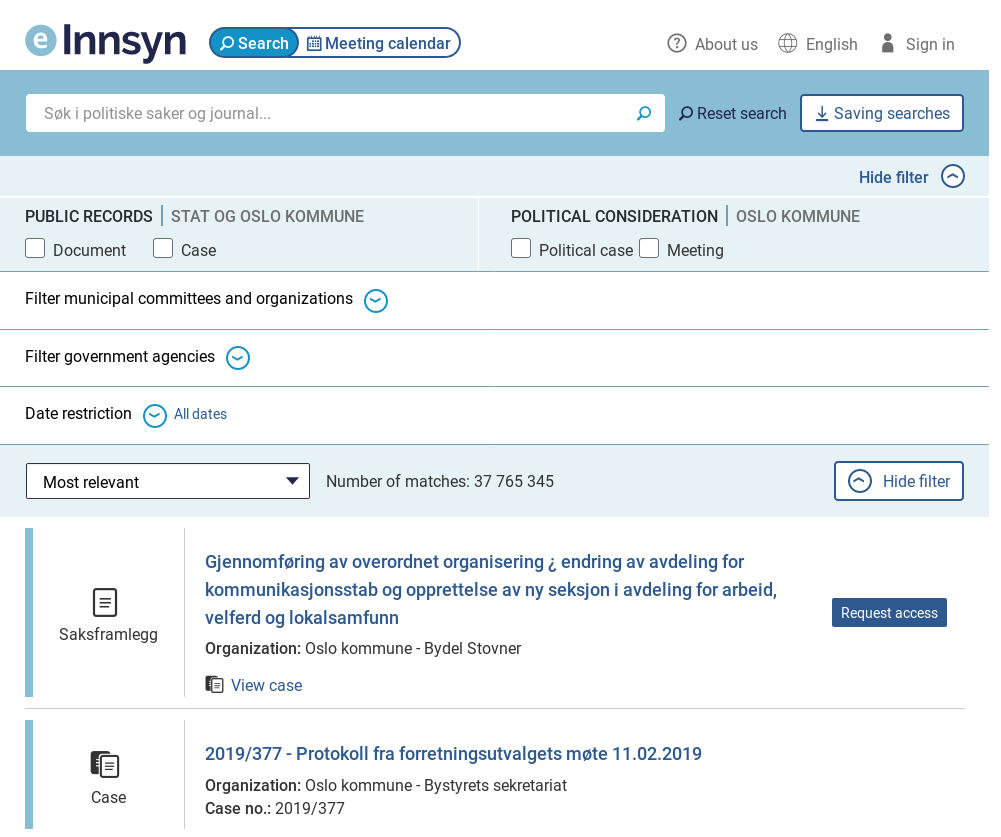 e Innsyn Search Meeting calendar About us English Sign in
Søk i politiske saker og journal... Reset search Saving searches
Hide filter
PUBLIC RECORDS STAT OG OSLO KOMMUNE POLITICAL CONSIDERATION OSLO KOMMUNE
Document Case Political case Meeting
Filter municipal committees and organizations
Filter government agencies
Date restriction All dates
Most relevant Number of matches: 37 765 345 Hide filter
Gjennomføring av overordnet organisering ¿ endring av avdeling for
kommunikasjonsstab og opprettelse av ny seksjon i avdeling for arbeid,
velferd og lokalsamfunn
Saksframlegg
Request access
Organization: Oslo kommune - Bydel Stovner
View case
2019/377 - Protokoll fra forretningsutvalgets møte 11.02.2019
Case
Organization: Oslo kommune - Bystyrets sekretariat
Case no.: 2019/377